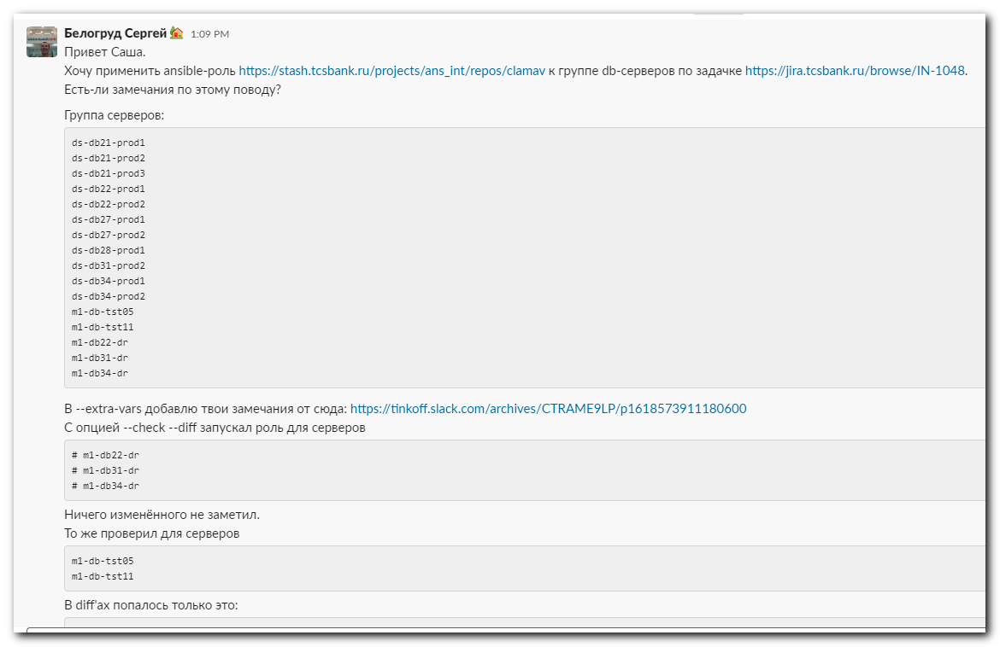 Белогруд Сергей 1:09 PM
Привет Саша.
Хочу применить ansible-роль https://stash.tcsbank.ru/projects/ans_int/repos/clamav к группе db-серверов по задачке https://jira.tcsbank.ru/browse/IN-1048.
Есть-ли замечания по этому поводу?
Группа серверов:
ds-db21-prod1
ds-db21-prod2
ds-db21-prod3
ds-db22-prod1
ds-db22-prod2
ds-db27-prod1
ds-db27-prod2
ds-db28-prod1
ds-db31-prod2
ds-db34-prod1
ds-db34-prod2
m1-db-tst05
m1-db-tst11
m1-db22-dr
m1-db31-dr
m1-db34-dr
В --extra-vars добавлю твои замечания от сюда: https://tinkoff.slack.com/archives/CTRAME9LP/p1618573911180600
С опцией --check --diff запускал роль для серверов
# m1-db22-dr
# m1-db31-dr
# m1-db34-dr
Ничего изменённого не заметил.
То же проверил для серверов
m1-db-tst05
m1-db-tst11
В diff'ах попалось только это: